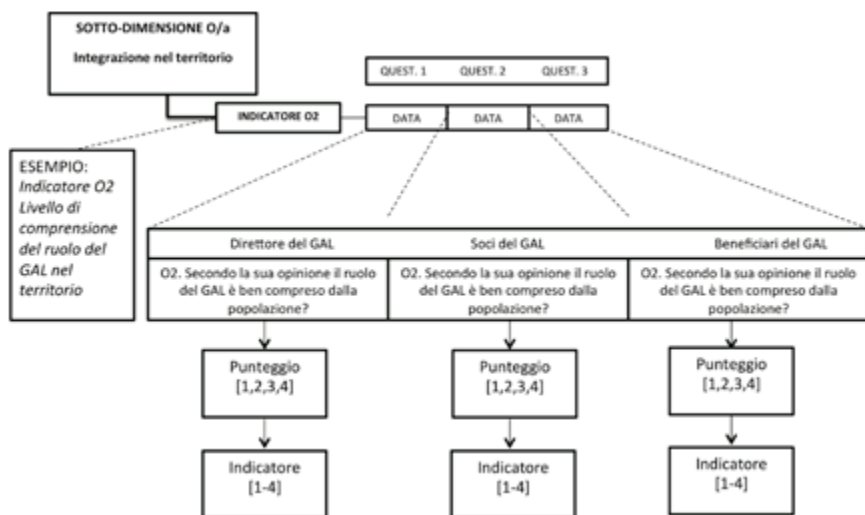 SOTTO-DIMENSIONE O/a
Integrazione nel territorio
QUEST. 1 QUEST. 2 QUEST. 3
INDICATORE O2
DATA DATA DATA
ESEMPIO:
Indicatore O2
Livello di
comprensione
del ruolo del
GAL nel
territorio
Direttore del GAL
Soci del GAL
Beneficiari del GAL
O2. Secondo la sua opinione il ruolo
del GAL è ben compreso dalla
popolazione?
O2. Secondo la sua opinione il ruolo
del GAL è ben compreso dalla
popolazione?
O2. Secondo la sua opinione il ruolo
del GAL è ben compreso dalla
popolazione?
Punteggio
[1,2,3,4]
Punteggio
[1,2,3,4]
Punteggio
[1,2,3,4]
Indicatore
[1-4]
Indicatore
[1-4]
Indicatore
[1-4]